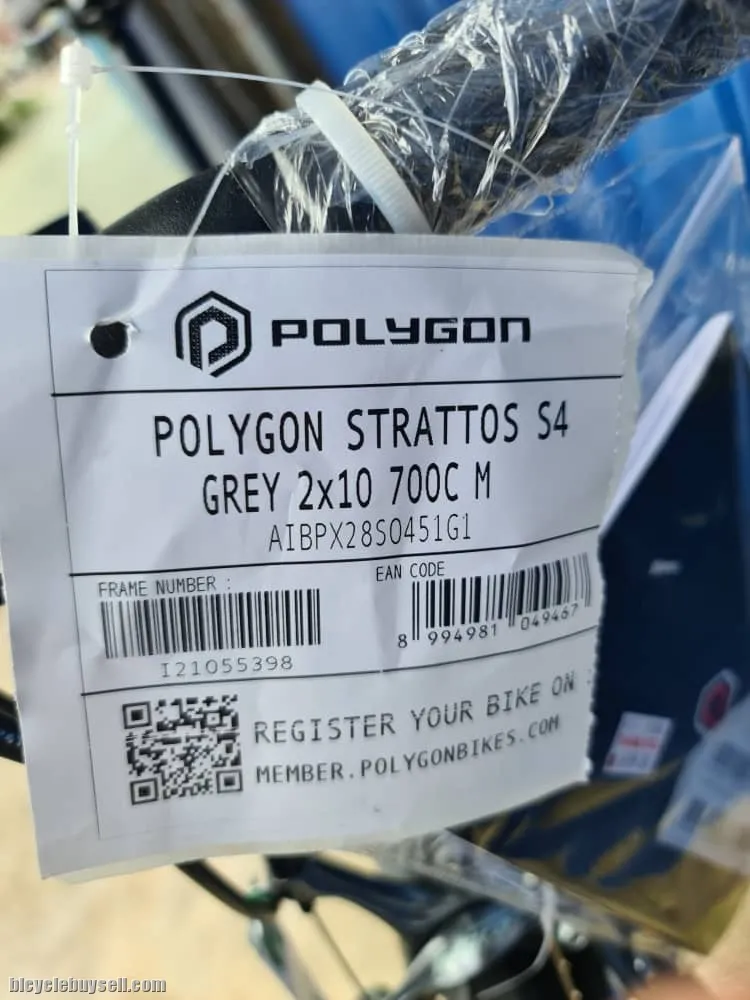 POLYGON
POLYGON STRATTOS S4
GREY 2x10 700C M
AIBPX28S0451G1
FRAME NUMBER :
EAN CODE
I21055398
8 994981 049467
REGISTER YOUR BIKE ON :
MEMBER.POLYGONBIKES.COM
bicyclebuysell.com